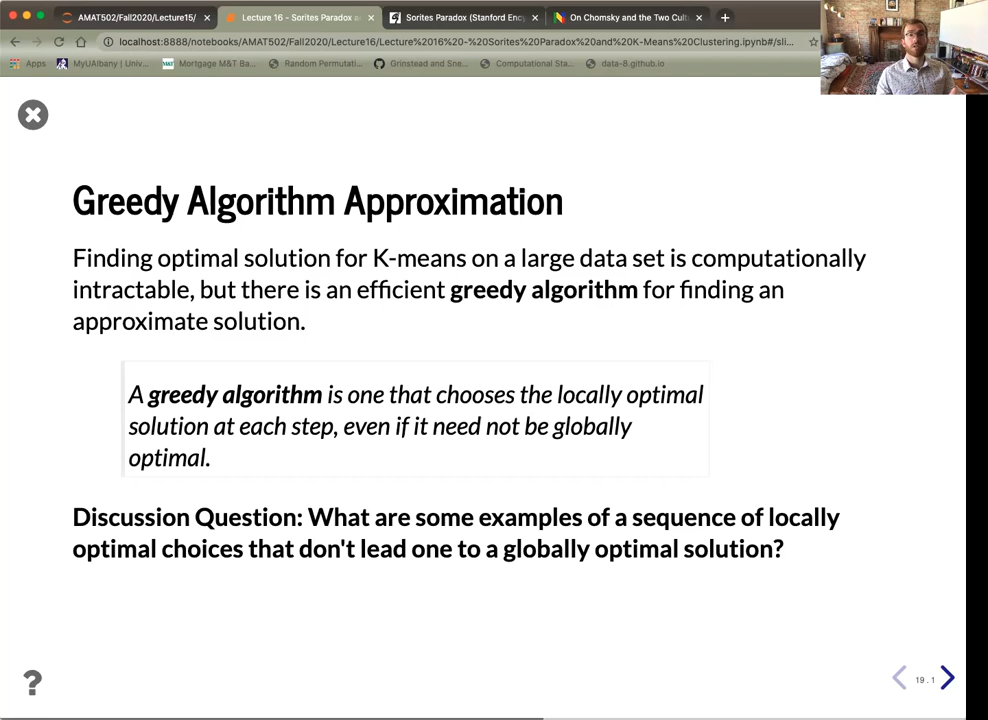 AMAT502/Fall2020/Lecture15/
Lecture 16 - Sorites Paradox a
Sorites Paradox (Stanford Ency
On Chomsky and the Two Cult
localhost:8888/notebooks/AMAT502/Fall2020/Lecture16/Lecture%2016%20-%20Sorites%20Paradox%20and%20K-Means%20Clustering.ipynb#/sli...
Apps
MyUAlbany | Univ...
Mortgage M&T Ba...
Random Permutati...
Grinstead and Sne...
Computational Sta...
data-8.github.io
Greedy Algorithm Approximation
Finding optimal solution for K-means on a large data set is computationally
intractable, but there is an efficient greedy algorithm for finding an
approximate solution.
A greedy algorithm is one that chooses the locally optimal
solution at each step, even if it need not be globally
optimal.
Discussion Question: What are some examples of a sequence of locally
optimal choices that don't lead one to a globally optimal solution?
?
19 . 1